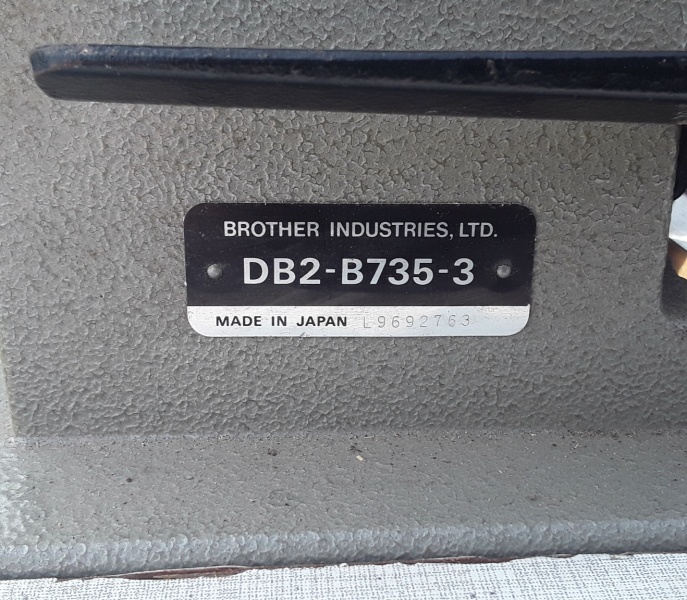 BROTHER INDUSTRIES, LTD.
DB2-B735-3
MADE IN JAPAN L9692763